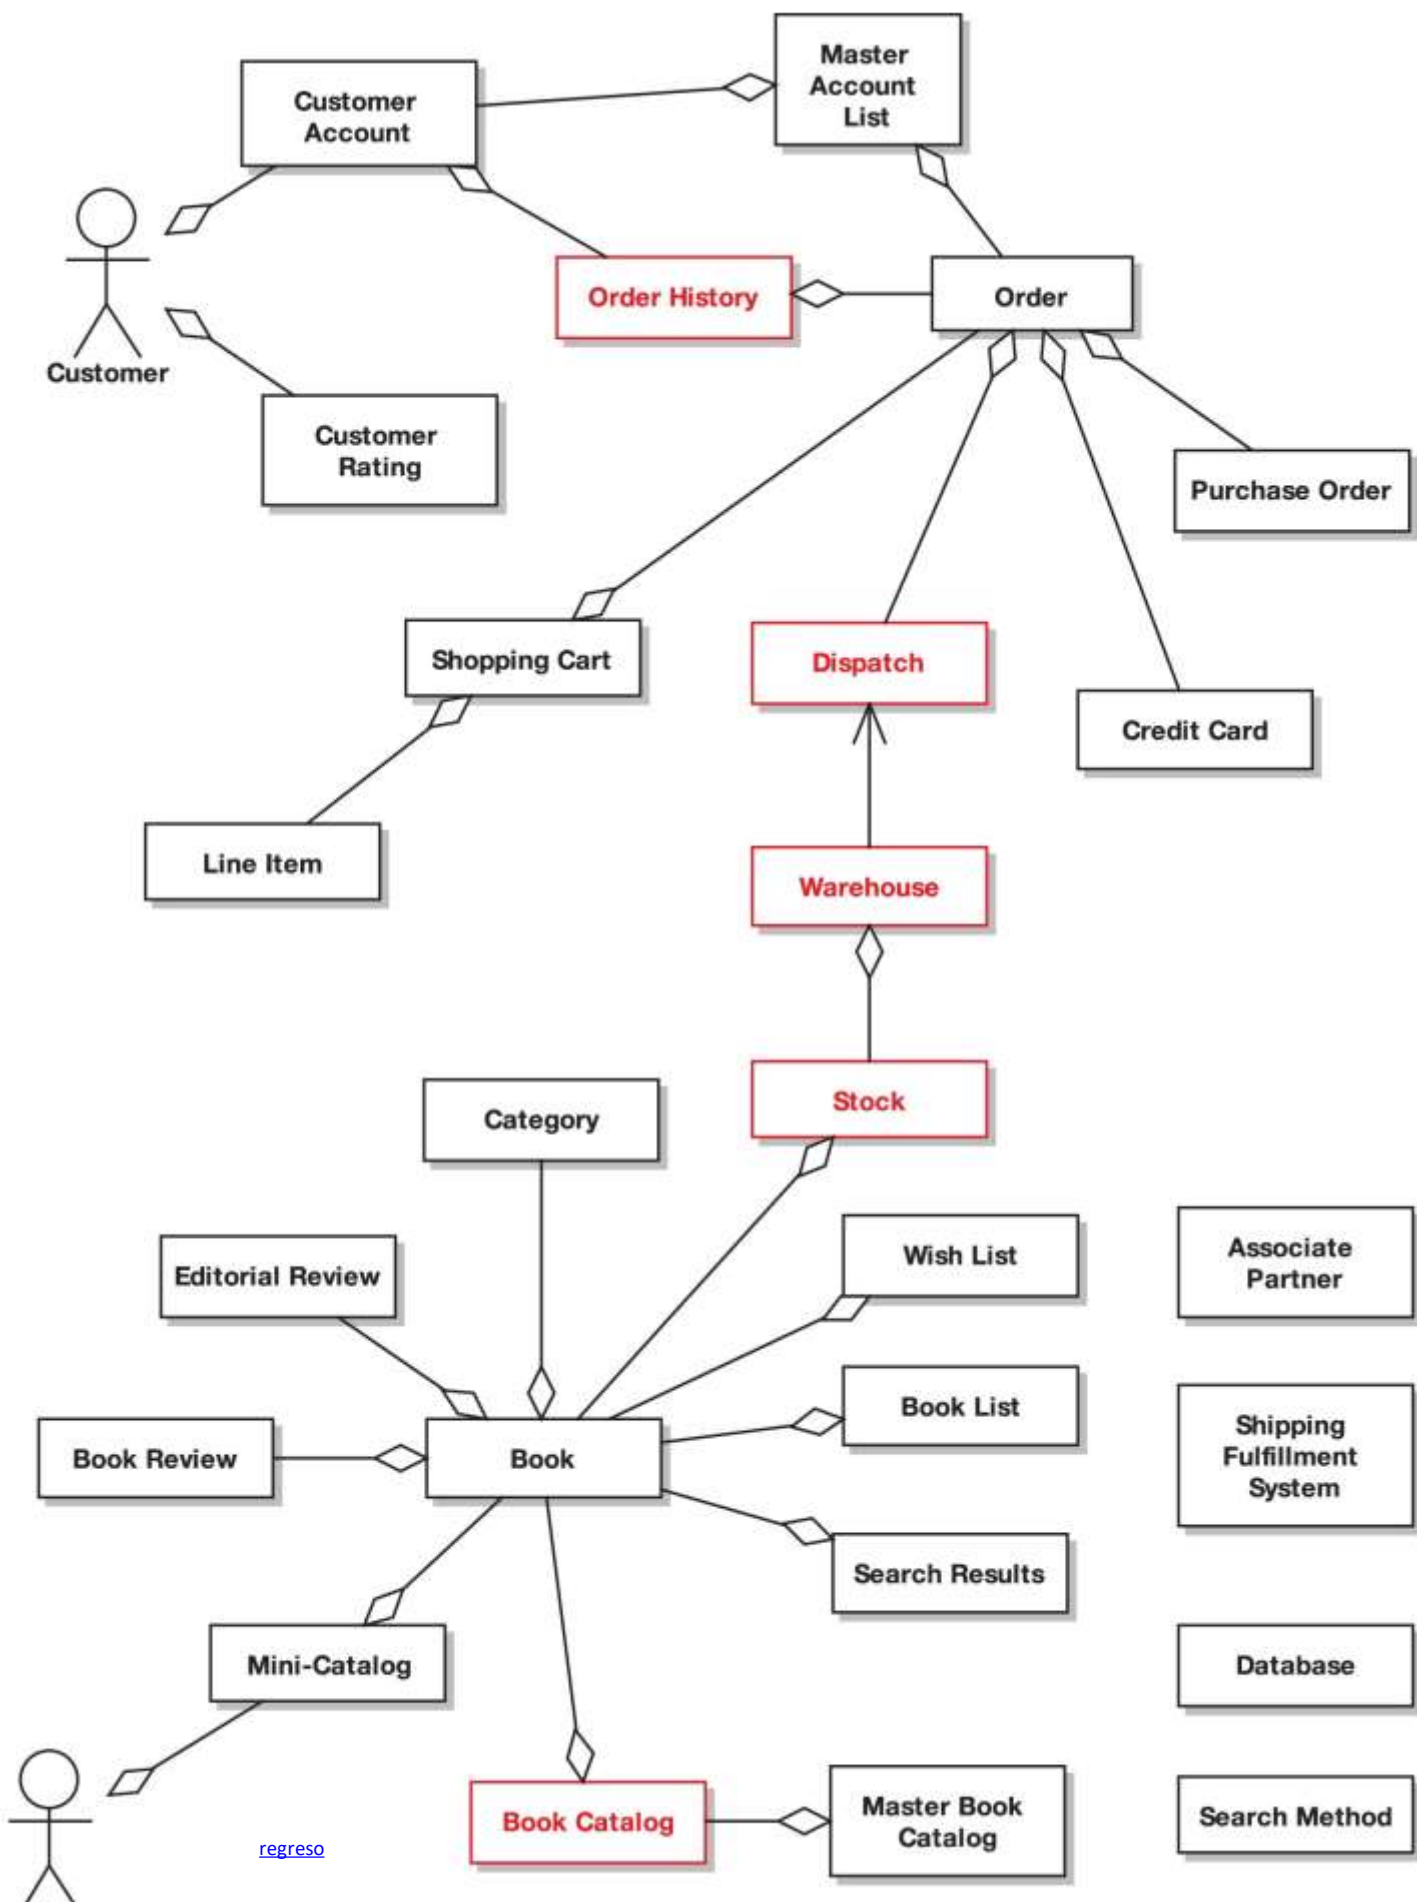 Master
Account
List
Customer
Account
Order History
Order
Customer
Customer
Rating
Purchase Order
Shopping Cart
Dispatch
Credit Card
Line Item
Warehouse
Stock
Category
Wish List
Associate
Partner
Editorial Review
Book List
Shipping
Fulfillment
System
Book Review
Book
Search Results
Mini-Catalog
Database
Book Catalog
Master Book
Catalog
Search Method
regreso